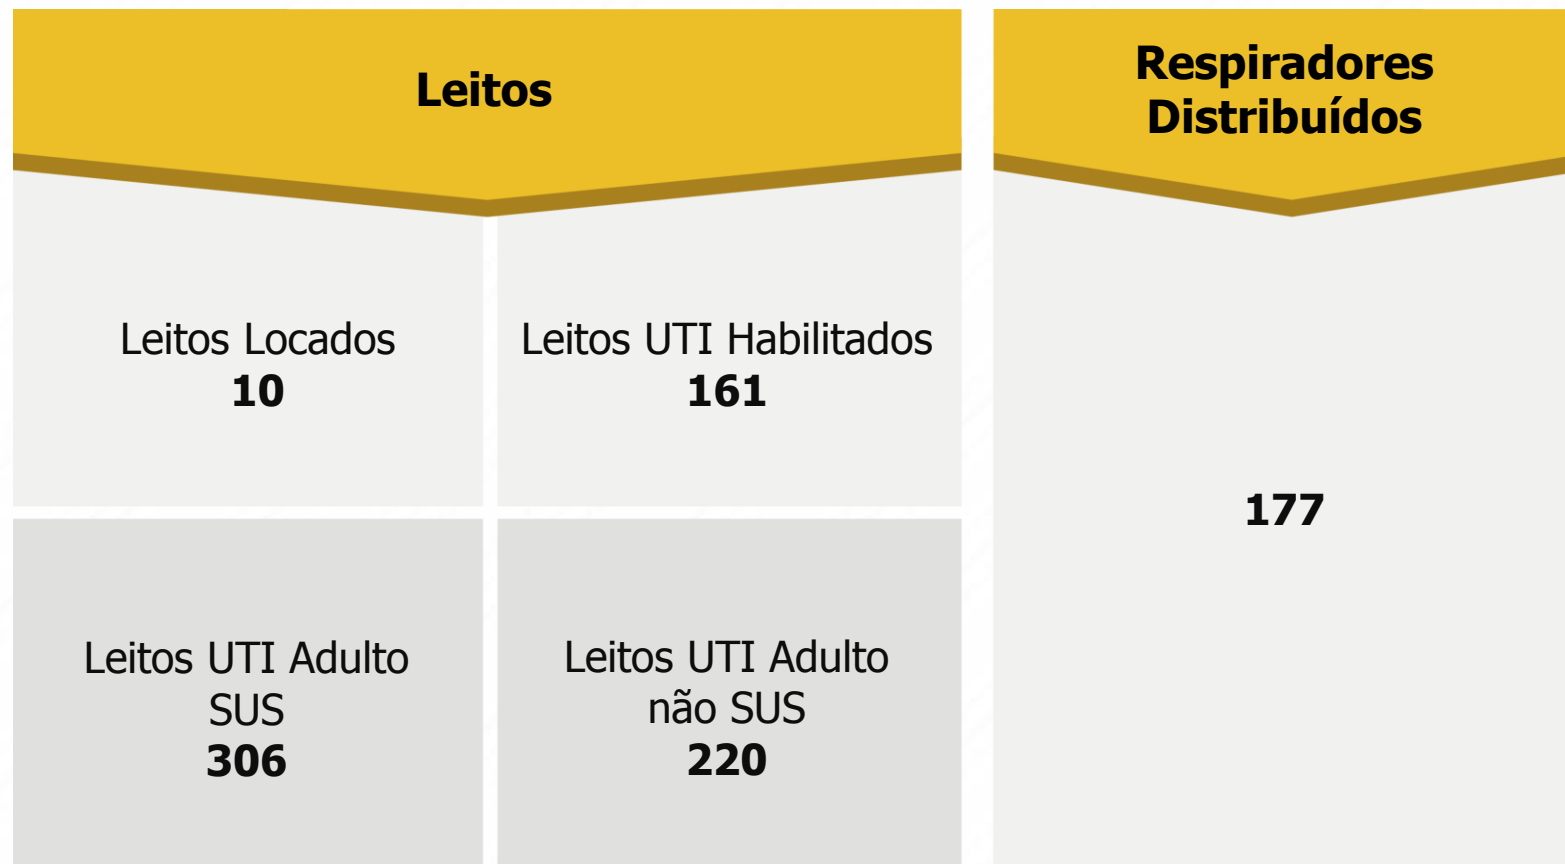 Leitos
Respiradores
Distribuídos
Leitos Locados
10
Leitos UTI Habilitados
161
177
Leitos UTI Adulto
SUS
306
Leitos UTI Adulto
não SUS
220